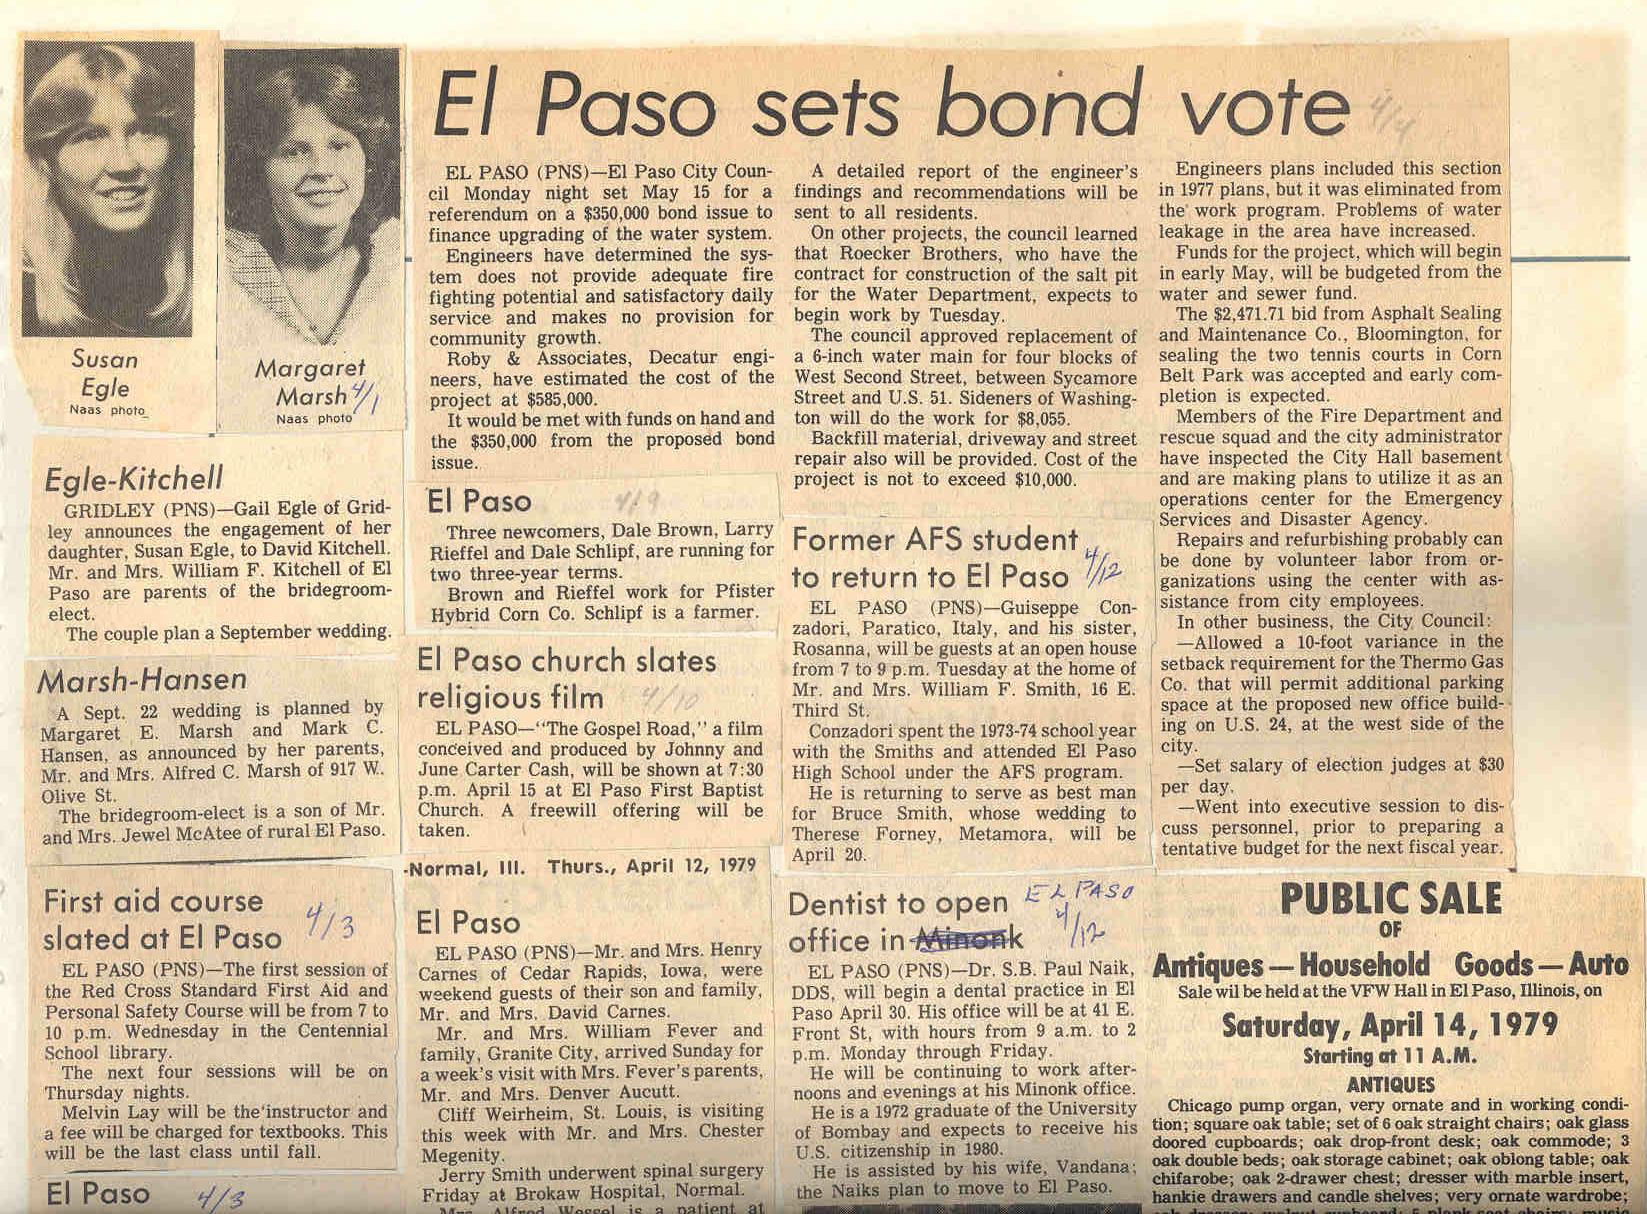 Susan
Egle
Naas photo
Margaret
Marsh 4/1
Naas photo
El Paso sets bond vote 4/4
EL PASO (PNS)—El Paso City Coun-
cil Monday night set May 15 for a
referendum on a $350,000 bond issue to
finance upgrading of the water system.
Engineers have determined the sys-
tem does not provide adequate fire
fighting potential and satisfactory daily
service and makes no provision for
community growth.
Roby & Associates, Decatur engi-
neers, have estimated the cost of the
project at $585,000.
It would be met with funds on hand and
the $350,000 from the proposed bond
issue.
A detailed report of the engineer's
findings and recommendations will be
sent to all residents.
On other projects, the council learned
that Roecker Brothers, who have the
contract for construction of the salt pit
for the Water Department, expects to
begin work by Tuesday.
The council approved replacement of
a 6-inch water main for four blocks of
West Second Street, between Sycamore
Street and U.S. 51. Sideners of Washing-
ton will do the work for $8,055.
Backfill material, driveway and street
repair also will be provided. Cost of the
project is not to exceed $10,000.
Engineers plans included this section
in 1977 plans, but it was eliminated from
the work program. Problems of water
leakage in the area have increased.
Funds for the project, which will begin
in early May, will be budgeted from the
water and sewer fund.
The $2,471.71 bid from Asphalt Sealing
and Maintenance Co., Bloomington, for
sealing the two tennis courts in Corn
Belt Park was accepted and early com-
pletion is expected.
Members of the Fire Department and
rescue squad and the city administrator
have inspected the City Hall basement
and are making plans to utilize it as an
operations center for the Emergency
Services and Disaster Agency.
Repairs and refurbishing probably can
be done by volunteer labor from or-
ganizations using the center with as-
sistance from city employees.
In other business, the City Council:
—Allowed a 10-foot variance in the
setback requirement for the Thermo Gas
Co. that will permit additional parking
space at the proposed new office build-
ing on U.S. 24, at the west side of the
city.
—Set salary of election judges at $30
per day.
—Went into executive session to dis-
cuss personnel, prior to preparing a
tentative budget for the next fiscal year.
Egle-Kitchell
GRIDLEY (PNS)—Gail Egle of Grid-
ley announces the engagement of her
daughter, Susan Egle, to David Kitchell.
Mr. and Mrs. William F. Kitchell of El
Paso are parents of the bridegroom-
elect.
The couple plan a September wedding.
Marsh-Hansen
A Sept. 22 wedding is planned by
Margaret E. Marsh and Mark C.
Hansen, as announced by her parents,
Mr. and Mrs. Alfred C. Marsh of 917 W.
Olive St.
The bridegroom-elect is a son of Mr.
and Mrs. Jewel McAtee of rural El Paso.
First aid course
slated at El Paso 4/3
EL PASO (PNS)—The first session of
the Red Cross Standard First Aid and
Personal Safety Course will be from 7 to
10 p.m. Wednesday in the Centennial
School library.
The next four sessions will be on
Thursday nights.
Melvin Lay will be the instructor and
a fee will be charged for textbooks. This
will be the last class until fall.
El Paso 4/3
El Paso 4/9
Three newcomers, Dale Brown, Larry
Rieffel and Dale Schlipf, are running for
two three-year terms.
Brown and Rieffel work for Pfister
Hybrid Corn Co. Schlipf is a farmer.
El Paso church slates
religious film 4/10
EL PASO—"The Gospel Road," a film
conceived and produced by Johnny and
June Carter Cash, will be shown at 7:30
p.m. April 15 at El Paso First Baptist
Church. A freewill offering will be
taken.
-Normal, Ill. Thurs., April 12, 1979
El Paso
EL PASO (PNS)—Mr. and Mrs. Henry
Carnes of Cedar Rapids, Iowa, were
weekend guests of their son and family,
Mr. and Mrs. David Carnes.
Mr. and Mrs. William Fever and
family, Granite City, arrived Sunday for
a week's visit with Mrs. Fever's parents,
Mr. and Mrs. Denver Aucutt.
Cliff Weirheim, St. Louis, is visiting
this week with Mr. and Mrs. Chester
Megenity.
Jerry Smith underwent spinal surgery
Friday at Brokaw Hospital, Normal.
Mrs. Alfred Wessel is a patient at
Former AFS student
to return to El Paso 4/12
EL PASO (PNS)—Guiseppe Con-
zadori, Paratico, Italy, and his sister,
Rosanna, will be guests at an open house
from 7 to 9 p.m. Tuesday at the home of
Mr. and Mrs. William F. Smith, 16 E.
Third St.
Conzadori spent the 1973-74 school year
with the Smiths and attended El Paso
High School under the AFS program.
He is returning to serve as best man
for Bruce Smith, whose wedding to
Therese Forney, Metamora, will be
April 20.
Dentist to open EL PASO
office in Minonk 4/12
EL PASO (PNS)—Dr. S.B. Paul Naik,
DDS, will begin a dental practice in El
Paso April 30. His office will be at 41 E.
Front St, with hours from 9 a.m. to 2
p.m. Monday through Friday.
He will be continuing to work after-
noons and evenings at his Minonk office.
He is a 1972 graduate of the University
of Bombay and expects to receive his
U.S. citizenship in 1980.
He is assisted by his wife, Vandana;
the Naiks plan to move to El Paso.
PUBLIC SALE
OF
Antiques — Household Goods — Auto
Sale wil be held at the VFW Hall in El Paso, Illinois, on
Saturday, April 14, 1979
Starting at 11 A.M.
ANTIQUES
Chicago pump organ, very ornate and in working condi-
tion; square oak table; set of 6 oak straight chairs; oak glass
doored cupboards; oak drop-front desk; oak commode; 3
oak double beds; oak storage cabinet; oak oblong table; oak
chifarobe; oak 2-drawer chest; dresser with marble insert,
hankie drawers and candle shelves; very ornate wardrobe;